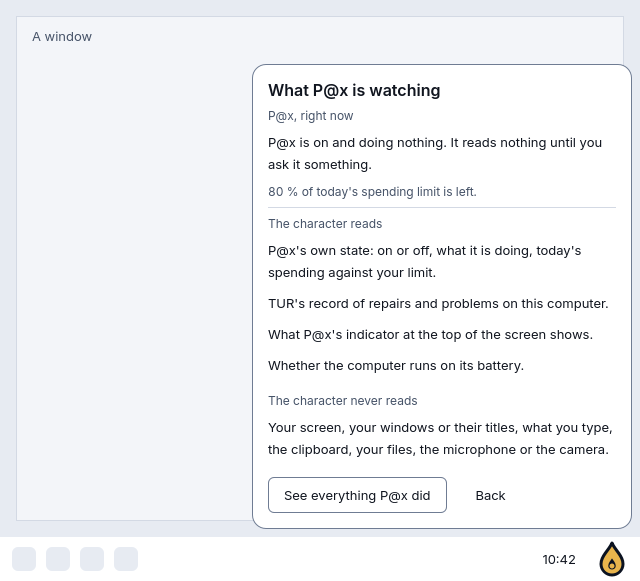 A window
What P@x is watching
P@x, right now
P@x is on and doing nothing. It reads nothing until you
ask it something.
80 % of today's spending limit is left.
The character reads
P@x's own state: on or off, what it is doing, today's
spending against your limit.
TUR's record of repairs and problems on this computer.
What P@x's indicator at the top of the screen shows.
Whether the computer runs on its battery.
The character never reads
Your screen, your windows or their titles, what you type,
the clipboard, your files, the microphone or the camera.
See everything P@x did
Back
10:42